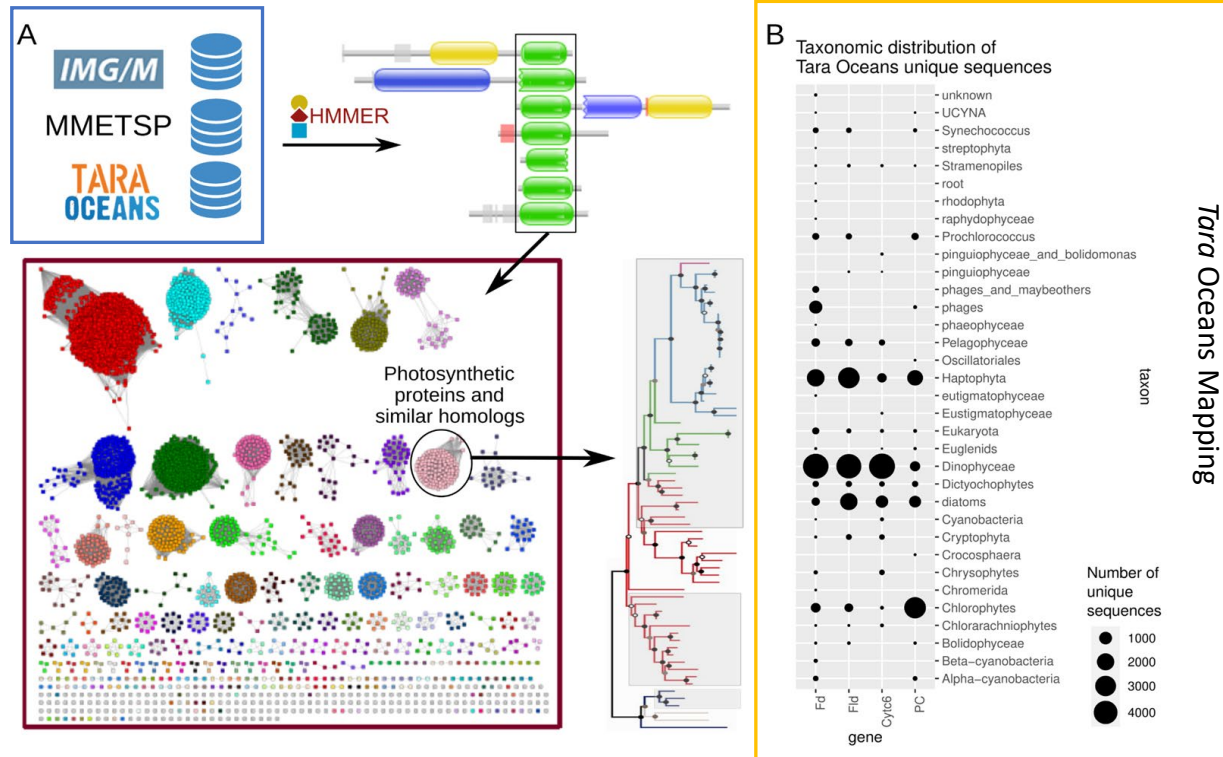 A
IMG/M
MMETSP
TARA
OCEANS
HMMER
Photosynthetic
proteins and
similar homologs
B
Taxonomic distribution of
Tara Oceans unique sequences
unknown
UCYNA
Synechococcus
streptophyta
Stramenopiles
root
rhodophyta
raphydophyceae
Prochlorococcus
pinguiophyceae_and_bolidomonas
pinguiophyceae
phages_and_maybeothers
phages
phaeophyceae
Pelagophyceae
Oscillatoriales
Haptophyta
eutigmatophyceae
Eustigmatophyceae
Eukaryota
Euglenids
Dinophyceae
Dictyochophytes
diatoms
Cyanobacteria
Cryptophyta
Crocosphaera
Chrysophytes
Chromerida
Chlorophytes
Chlorarachniophytes
Bolidophyceae
Beta-cyanobacteria
Alpha-cyanobacteria
Fd
Fld
Cytc6
PC
gene
taxon
Number of
unique
sequences
1000
2000
3000
4000
Tara Oceans Mapping